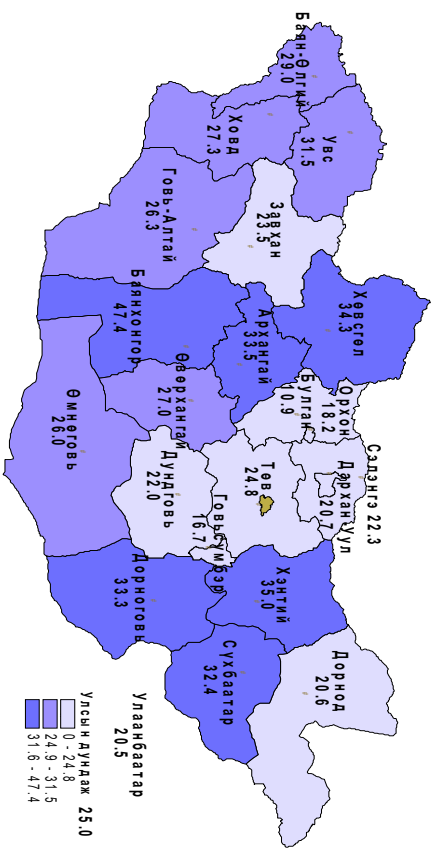 Баян-Өлгий
29.0
Увс
31.5
Ховд
27.3
Завхан
23.5
Говь-Алтай
26.3
Хөвсгөл
34.3
Баянхонгор
47.4
Архангай
33.5
Өвөрхангай
27.0
Булган
10.9
Орхон
18.2
Сэлэнгэ 22.3
Дархан Уул
20.7
Төв
24.8
Өмнөговь
26.0
Дундговь
22.0
Говьсүмбэр
16.7
Дорноговь
33.3
Хэнтий
35.0
Сүхбаатар
32.4
Дорнод
20.6
Улаанбаатар
20.5
Улсын дундаж 25.0
0 - 24.8
24.9 - 31.5
31.6 - 47.4